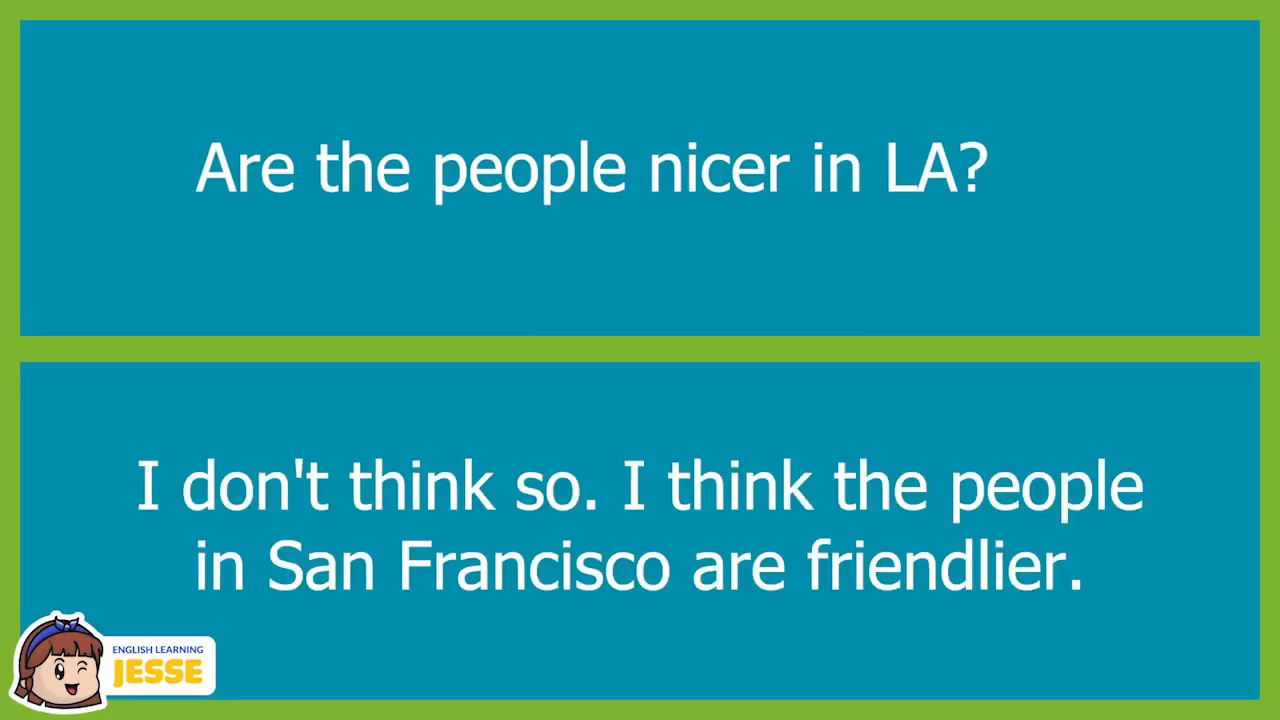 Are the people nicer in LA?
I don't think so. I think the people
in San Francisco are friendlier.
ENGLISH LEARNING
JESSE